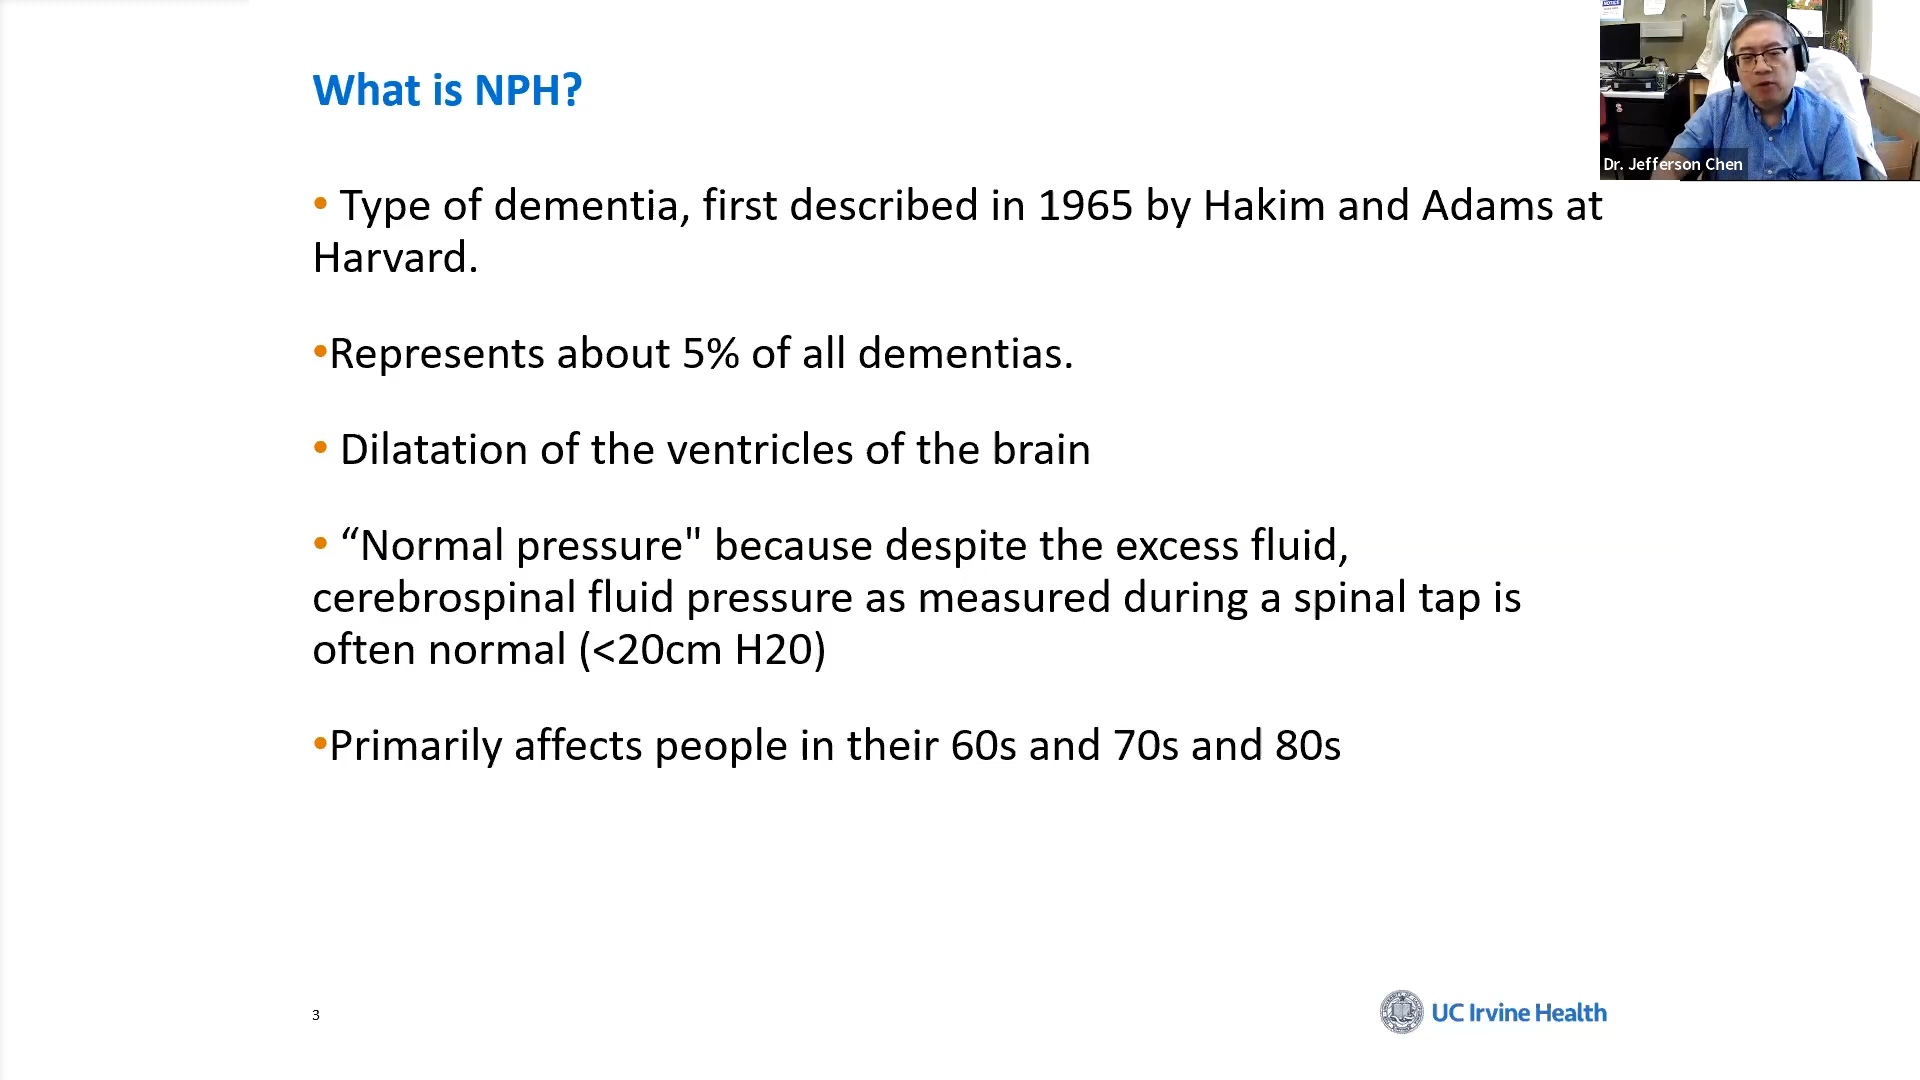 What is NPH?
• Type of dementia, first described in 1965 by Hakim and Adams at
Harvard.
•Represents about 5% of all dementias.
• Dilatation of the ventricles of the brain
• “Normal pressure" because despite the excess fluid,
cerebrospinal fluid pressure as measured during a spinal tap is
often normal (<20cm H20)
•Primarily affects people in their 60s and 70s and 80s
3
UC Irvine Health
NOTICE
Dr. Jefferson Chen